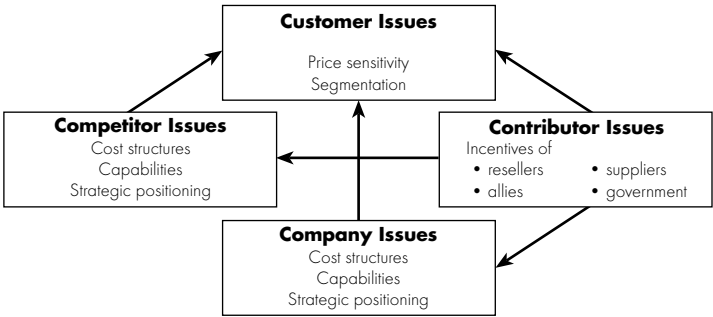 Customer Issues
Price sensitivity
Segmentation
Competitor Issues
Cost structures
Capabilities
Strategic positioning
Contributor Issues
Incentives of
• resellers • suppliers
• allies • government
Company Issues
Cost structures
Capabilities
Strategic positioning